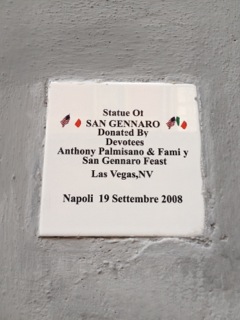 Statue Of
SAN GENNARO
Donated By
Devotees
Anthony Palmisano & Fami y
San Gennaro Feast
Las Vegas,NV
Napoli 19 Settembre 2008